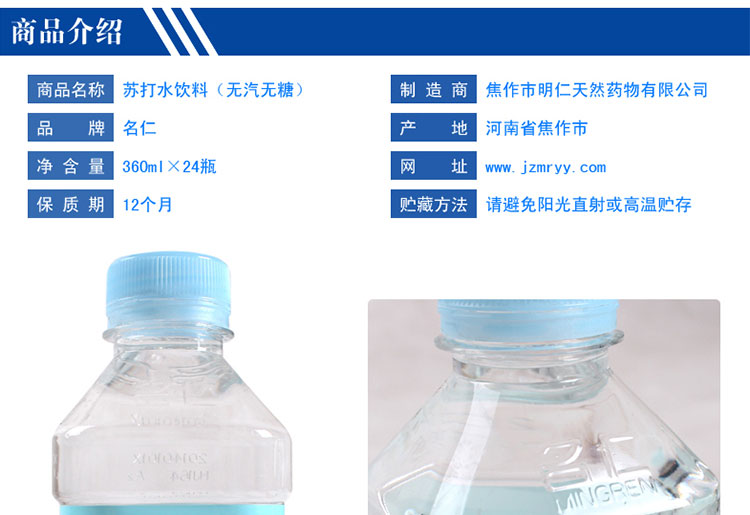 商品介绍
商品名称 苏打水饮料（无汽无糖）
制造商 焦作市明仁天然药物有限公司
品牌 名仁
产地 河南省焦作市
净含量 360ml×24瓶
网址 www.jzmryy.com
保质期 12个月
贮藏方法 请避免阳光直射或高温贮存
MINGREN